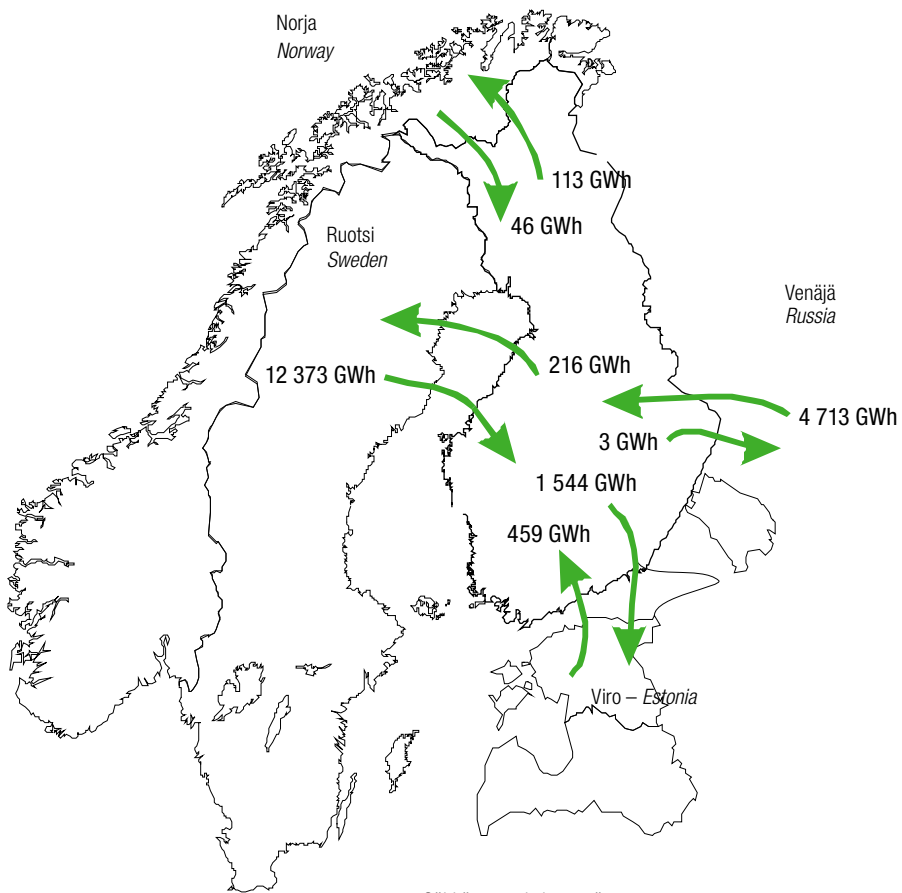 Norja
Norway
113 GWh
46 GWh
Ruotsi
Sweden
Venäjä
Russia
216 GWh
12 373 GWh
4 713 GWh
3 GWh
1 544 GWh
459 GWh
Viro – Estonia